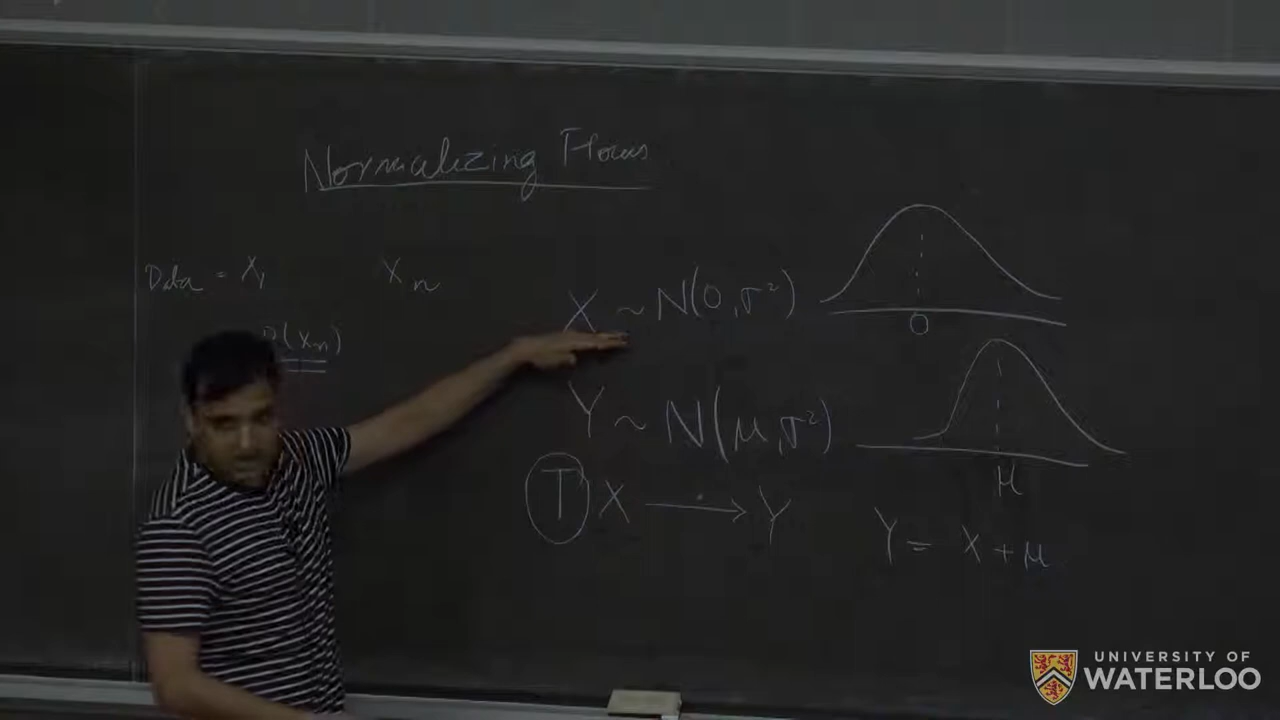 Normalizing Flows
Data = X₁ Xₙ
(Xₙ)
X ~ N(0, σ²)
0
Y ~ N(μ, σ²)
μ
T X → Y
Y = X + μ
UNIVERSITY OF
WATERLOO